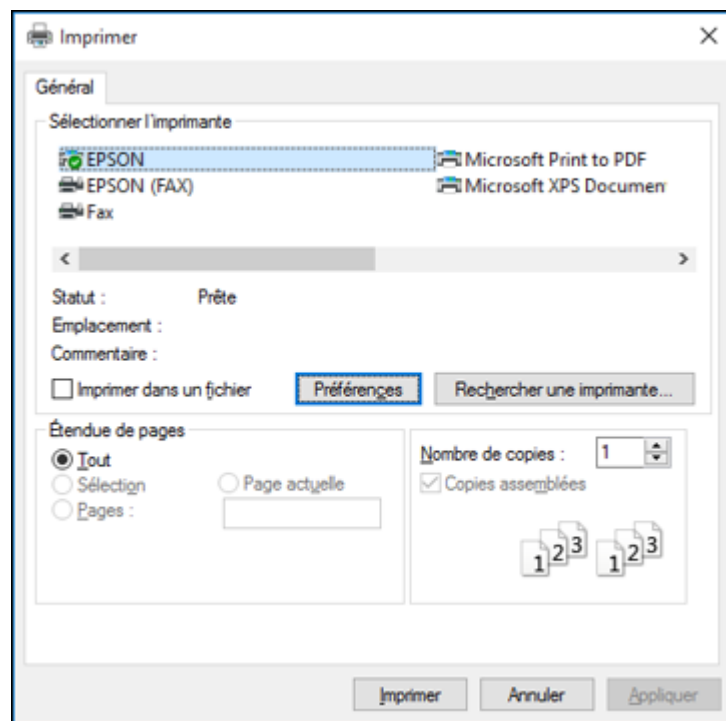 Imprimer
Général
Sélectionner l'imprimante
EPSON
Microsoft Print to PDF
EPSON (FAX)
Microsoft XPS Documen
Fax
Statut : Prête
Emplacement :
Commentaire :
Imprimer dans un fichier
Préférences
Rechercher une imprimante...
Étendue de pages
Tout
Sélection
Page actuelle
Pages :
Nombre de copies : 1
Copies assemblées
1 2 3 1 2 3
Imprimer
Annuler
Appliquer